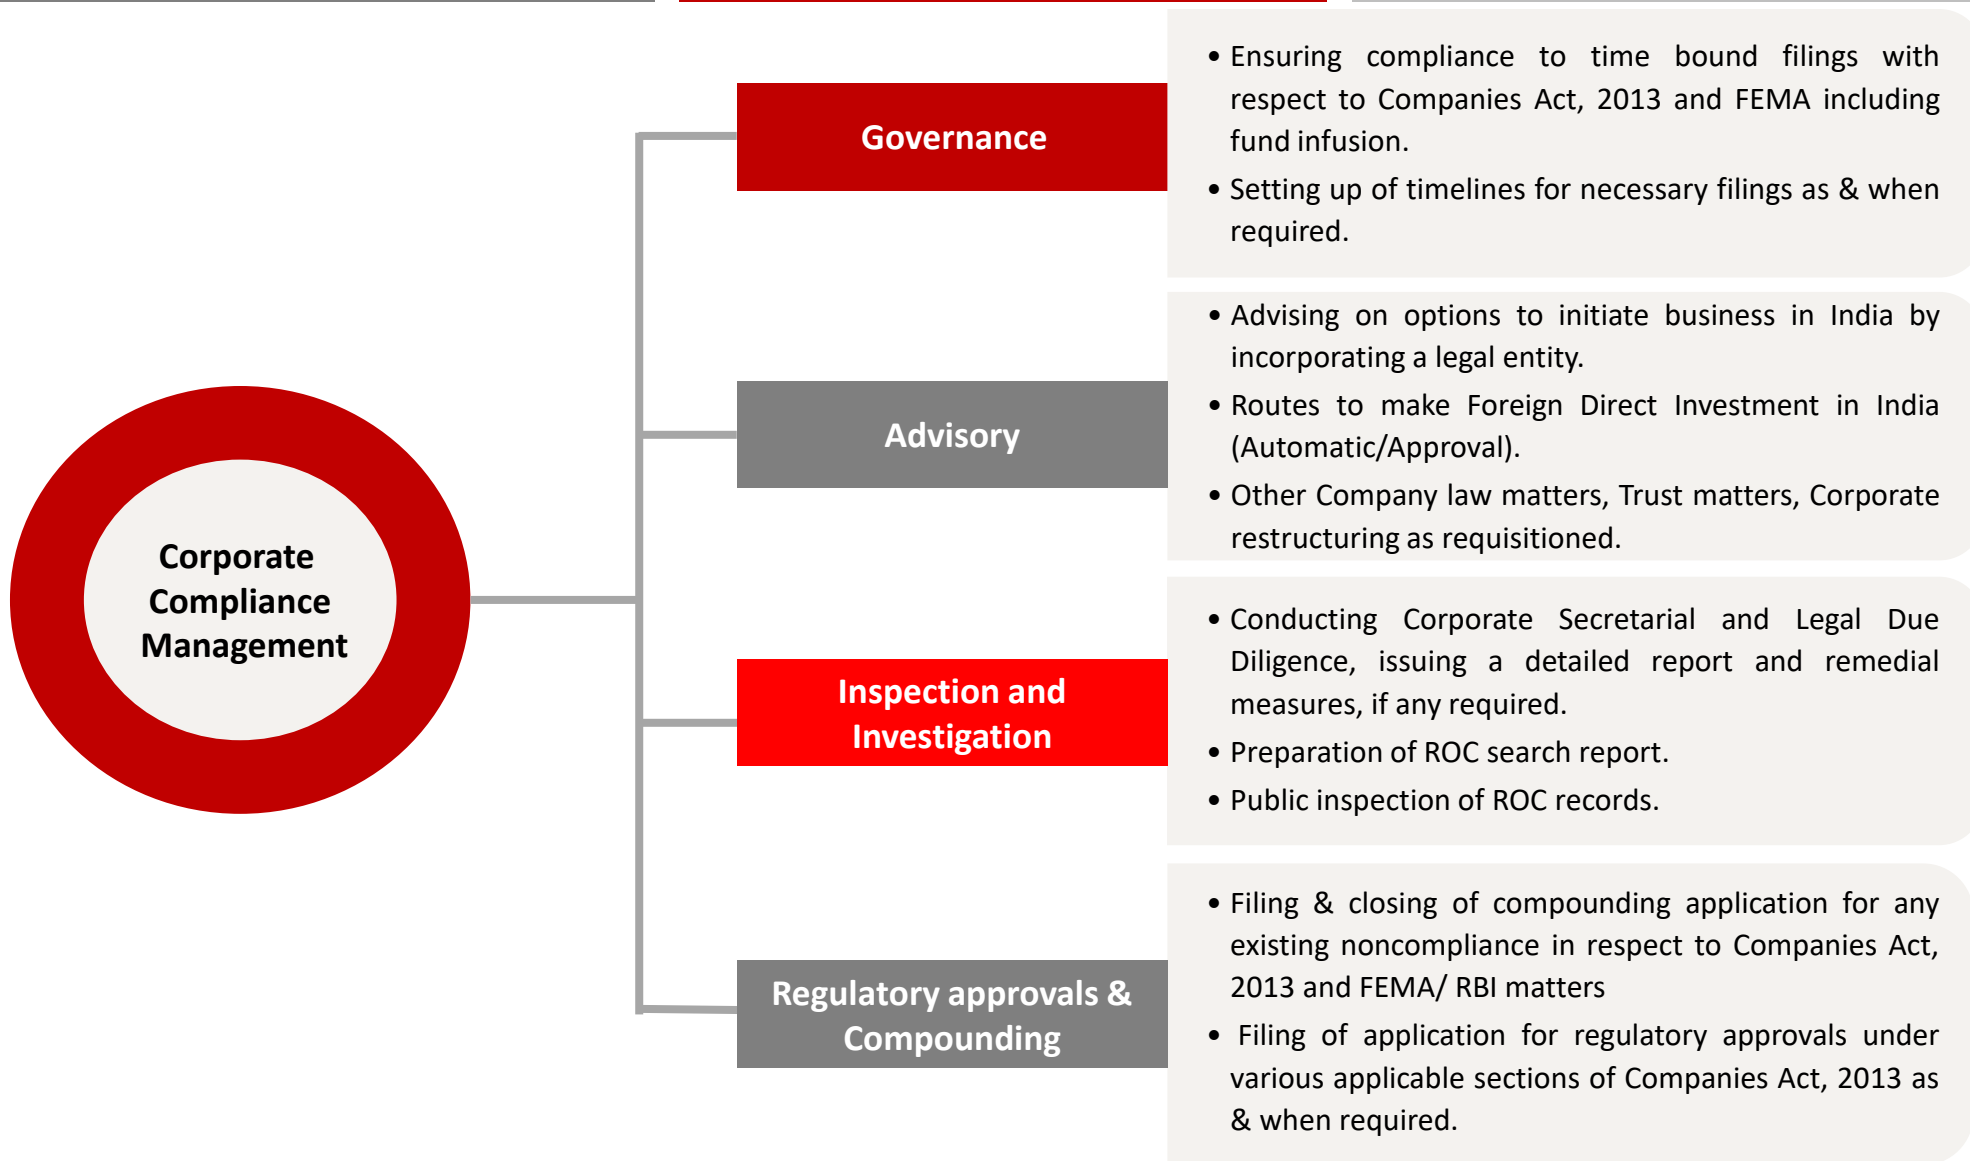 Corporate
Compliance
Management
Governance
• Ensuring compliance to time bound filings with
respect to Companies Act, 2013 and FEMA including
fund infusion.
• Setting up of timelines for necessary filings as & when
required.
Advisory
• Advising on options to initiate business in India by
incorporating a legal entity.
• Routes to make Foreign Direct Investment in India
(Automatic/Approval).
• Other Company law matters, Trust matters, Corporate
restructuring as requisitioned.
Inspection and
Investigation
• Conducting Corporate Secretarial and Legal Due
Diligence, issuing a detailed report and remedial
measures, if any required.
• Preparation of ROC search report.
• Public inspection of ROC records.
Regulatory approvals &
Compounding
• Filing & closing of compounding application for any
existing noncompliance in respect to Companies Act,
2013 and FEMA/ RBI matters
• Filing of application for regulatory approvals under
various applicable sections of Companies Act, 2013 as
& when required.